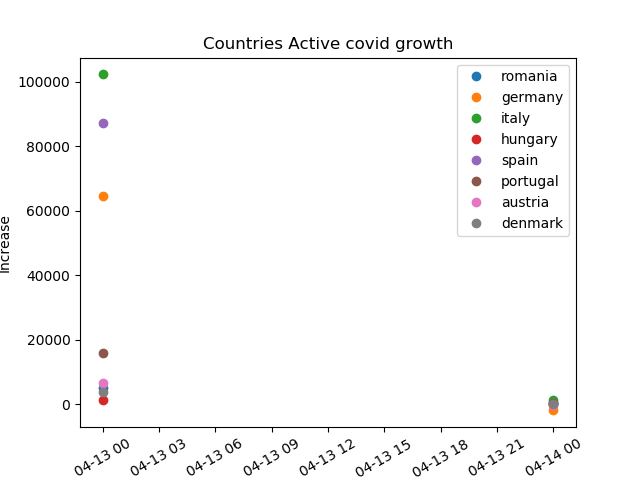 Countries Active covid growth
Increase
100000
80000
60000
40000
20000
0
romania
germany
italy
hungary
spain
portugal
austria
denmark
04-13 00
04-13 03
04-13 06
04-13 09
04-13 12
04-13 15
04-13 18
04-13 21
04-14 00